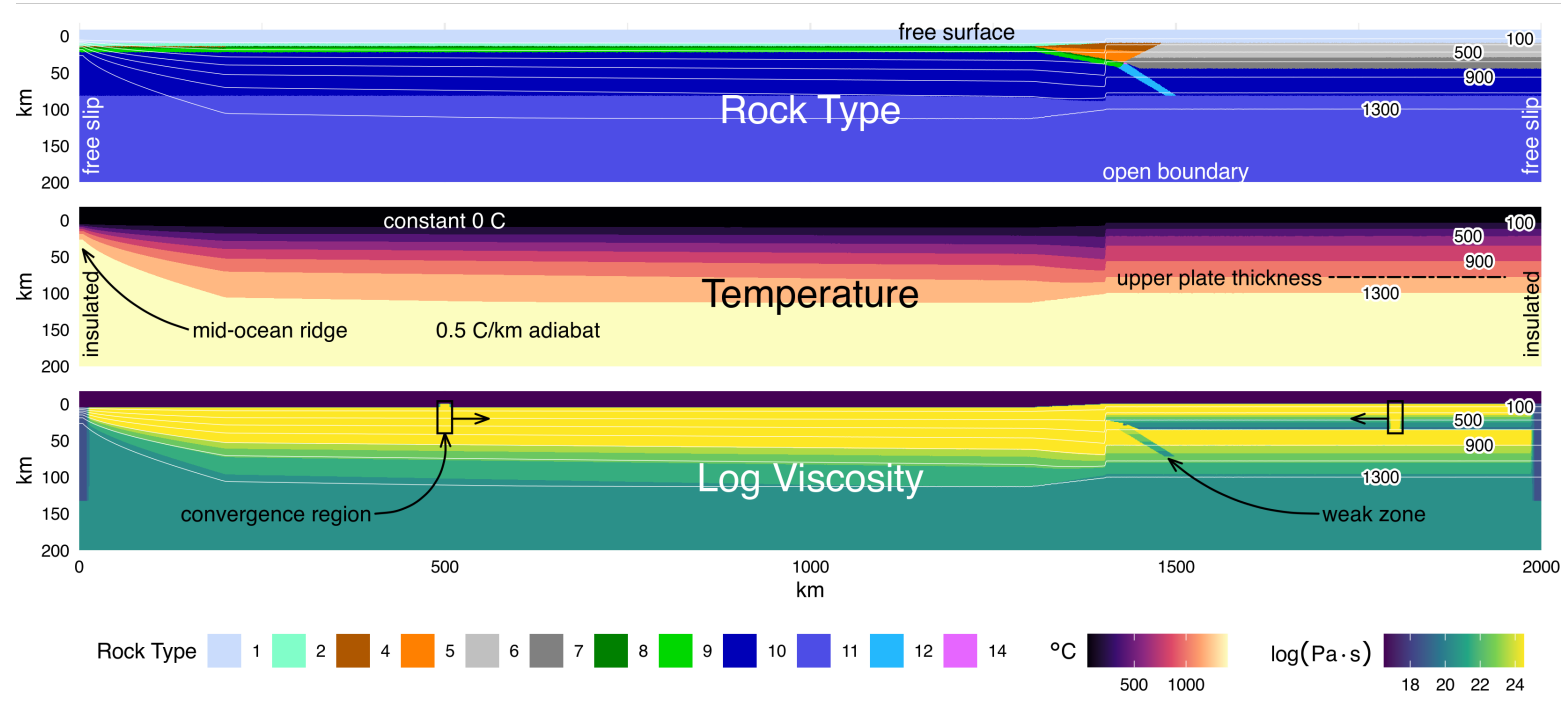 free surface
0
50
100
150
200
km
100
500
900
1300
Rock Type
free slip
free slip
open boundary
constant 0 C
0
50
100
150
200
km
100
500
900
1300
upper plate thickness
Temperature
insulated
insulated
mid-ocean ridge
0.5 C/km adiabat
0
50
100
150
200
km
100
500
900
1300
Log Viscosity
convergence region
weak zone
0 500 1000 1500 2000
km
Rock Type 1 2 4 5 6 7 8 9 10 11 12 14
°C
500 1000
log(Pa·s)
18 20 22 24